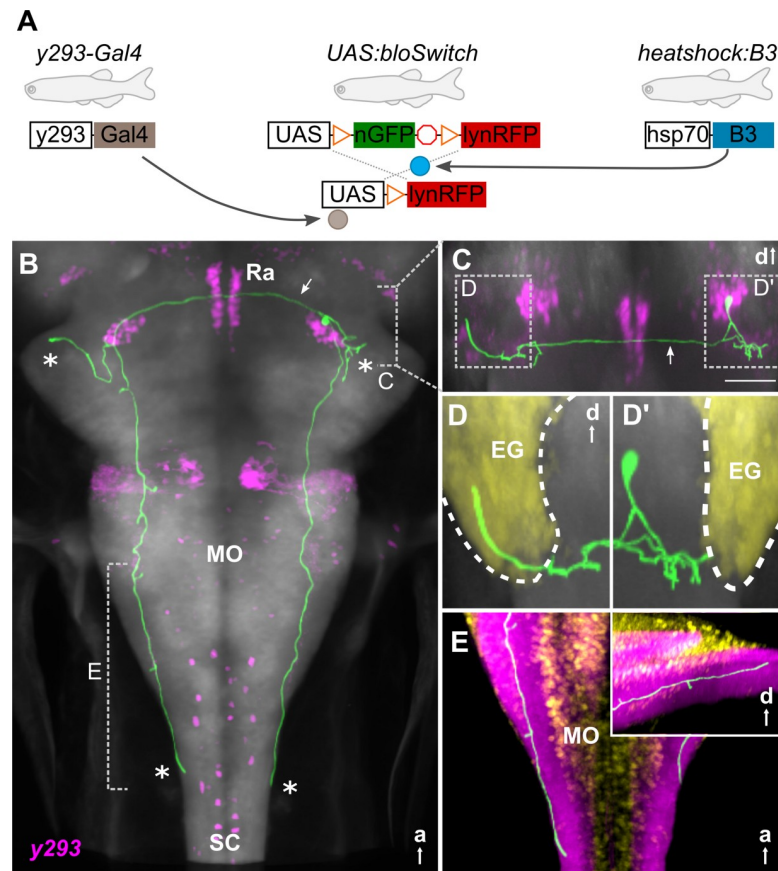 A
y293-Gal4 UAS:bloSwitch heatshock:B3
y293 Gal4 UAS nGFP lynRFP hsp70 B3
UAS lynRFP
B Ra C d
D D'
* * C
D d D'
EG EG
MO
E
E d
MO
* *
SC
y293 a a